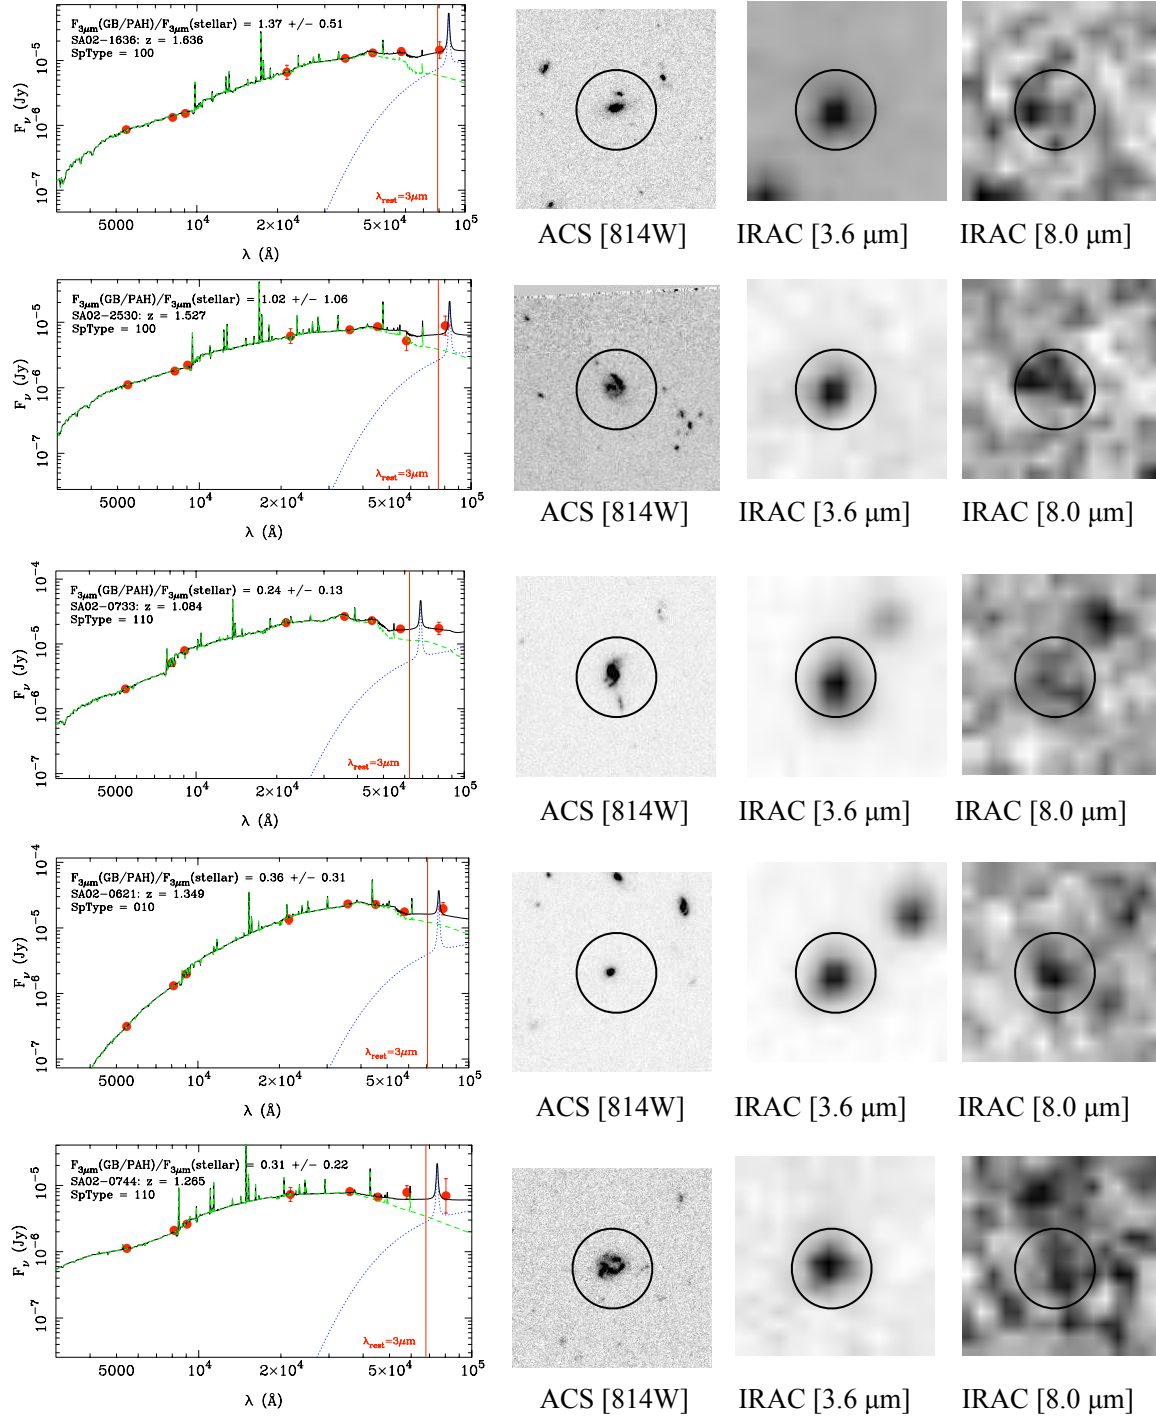 F3μm(GB/PAH)/F3μm(stellar) = 1.37 +/- 0.51
SA02-1636: z = 1.636
SpType = 100
10⁻⁵
10⁻⁶
10⁻⁷
Fν (Jy)
λrest=3μm
5000 10⁴ 2×10⁴ 5×10⁴ 10⁵
λ (Å)
ACS [814W] IRAC [3.6 μm] IRAC [8.0 μm]
F3μm(GB/PAH)/F3μm(stellar) = 1.02 +/- 1.06
SA02-2530: z = 1.527
SpType = 100
10⁻⁵
10⁻⁶
10⁻⁷
Fν (Jy)
λrest=3μm
5000 10⁴ 2×10⁴ 5×10⁴ 10⁵
λ (Å)
ACS [814W] IRAC [3.6 μm] IRAC [8.0 μm]
10⁻⁴
F3μm(GB/PAH)/F3μm(stellar) = 0.24 +/- 0.13
SA02-0733: z = 1.084
SpType = 110
10⁻⁵
10⁻⁶
10⁻⁷
Fν (Jy)
λrest=3μm
5000 10⁴ 2×10⁴ 5×10⁴ 10⁵
λ (Å)
ACS [814W] IRAC [3.6 μm] IRAC [8.0 μm]
10⁻⁴
F3μm(GB/PAH)/F3μm(stellar) = 0.36 +/- 0.31
SA02-0621: z = 1.349
SpType = 010
10⁻⁵
10⁻⁶
10⁻⁷
Fν (Jy)
λrest=3μm
5000 10⁴ 2×10⁴ 5×10⁴ 10⁵
λ (Å)
ACS [814W] IRAC [3.6 μm] IRAC [8.0 μm]
F3μm(GB/PAH)/F3μm(stellar) = 0.31 +/- 0.22
SA02-0744: z = 1.265
SpType = 110
10⁻⁵
10⁻⁶
10⁻⁷
Fν (Jy)
λrest=3μm
5000 10⁴ 2×10⁴ 5×10⁴ 10⁵
λ (Å)
ACS [814W] IRAC [3.6 μm] IRAC [8.0 μm]